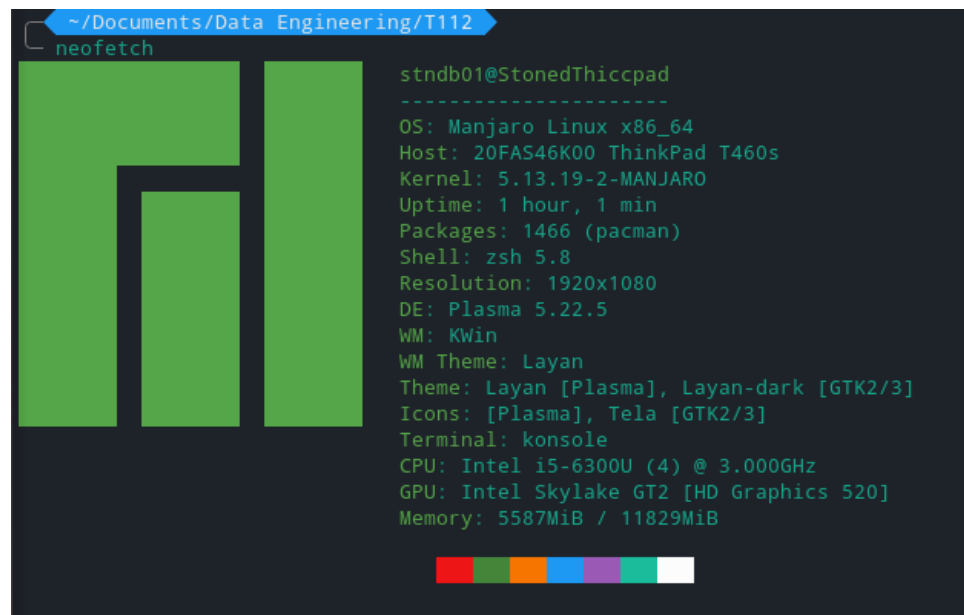 ~/Documents/Data Engineering/T112
neofetch
stndb01@StonedThiccpad
----------------------
OS: Manjaro Linux x86_64
Host: 20FAS46K00 ThinkPad T460s
Kernel: 5.13.19-2-MANJARO
Uptime: 1 hour, 1 min
Packages: 1466 (pacman)
Shell: zsh 5.8
Resolution: 1920x1080
DE: Plasma 5.22.5
WM: KWin
WM Theme: Layan
Theme: Layan [Plasma], Layan-dark [GTK2/3]
Icons: [Plasma], Tela [GTK2/3]
Terminal: konsole
CPU: Intel i5-6300U (4) @ 3.000GHz
GPU: Intel Skylake GT2 [HD Graphics 520]
Memory: 5587MiB / 11829MiB